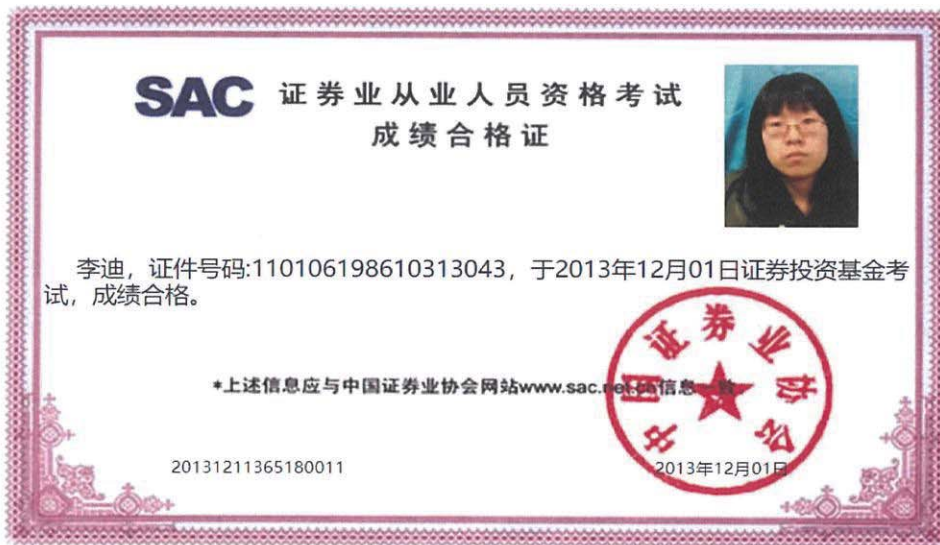 SAC 证券业从业人员资格考试
成绩合格证
李迪，证件号码:110106198610313043，于2013年12月01日证券投资基金考
试，成绩合格。
*上述信息应与中国证券业协会网站www.sac.net.cn信息一致
中国证券业协会
20131211365180011
2013年12月01日